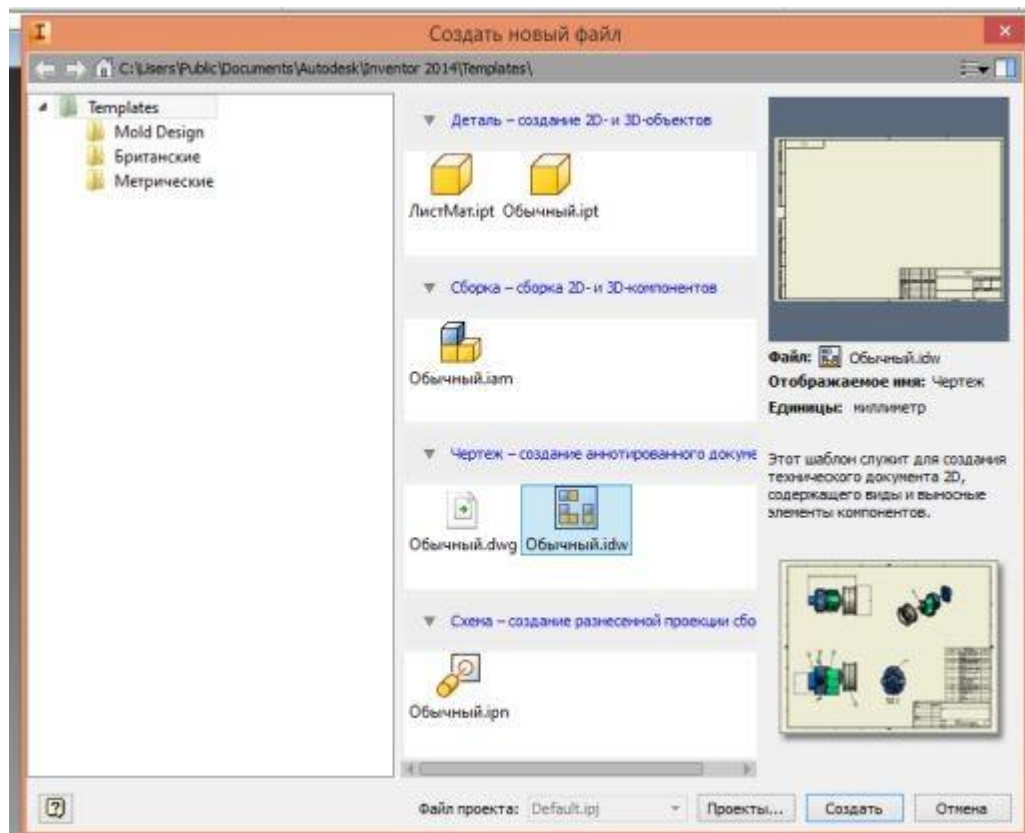 Создать новый файл
C:\Users\Public\Documents\Autodesk\Inventor 2014\Templates\
Templates
Mold Design
Британские
Метрические
Деталь – создание 2D- и 3D-объектов
ЛистМат.ipt Обычный.ipt
Сборка – сборка 2D- и 3D-компонентов
Обычный.iam
Чертеж – создание аннотированного докуме
Обычный.dwg Обычный.idw
Схема – создание разнесенной проекции сбо
Обычный.ipn
Файл: Обычный.idw
Отображаемое имя: Чертеж
Единицы: миллиметр
Этот шаблон служит для создания
технического документа 2D,
содержащего виды и выносные
элементы компонентов.
Файл проекта: Default.ipj Проекты... Создать Отмена